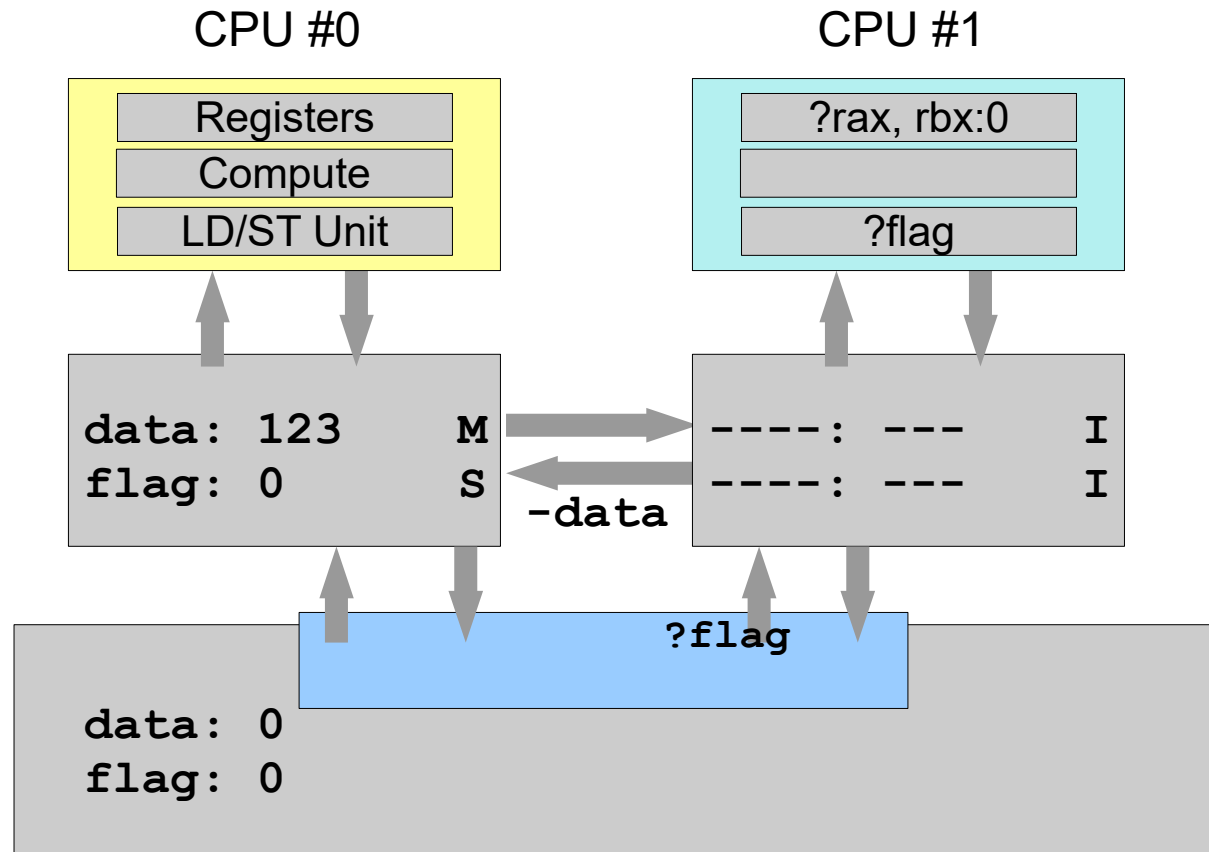 CPU #0
CPU #1
Registers
Compute
LD/ST Unit
?rax, rbx:0
?flag
data: 123 M
flag: 0 S
----: --- I
----: --- I
-data
?flag
data: 0
flag: 0